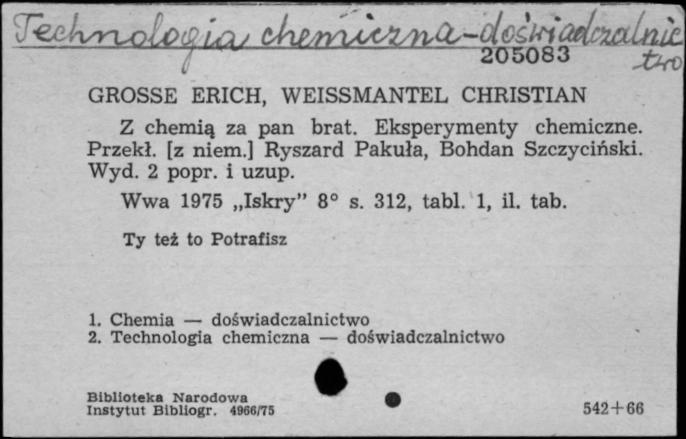 Technologia chemiczna-doświadczalnic
two
205083
GROSSE ERICH, WEISSMANTEL CHRISTIAN
Z chemią za pan brat. Eksperymenty chemiczne.
Przekł. [z niem.] Ryszard Pakuła, Bohdan Szczyciński.
Wyd. 2 popr. i uzup.
Wwa 1975 „Iskry” 8° s. 312, tabl. 1, il. tab.
Ty też to Potrafisz
1. Chemia — doświadczalnictwo
2. Technologia chemiczna — doświadczalnictwo
Biblioteka Narodowa
Instytut Bibliogr. 4966/75
542+66